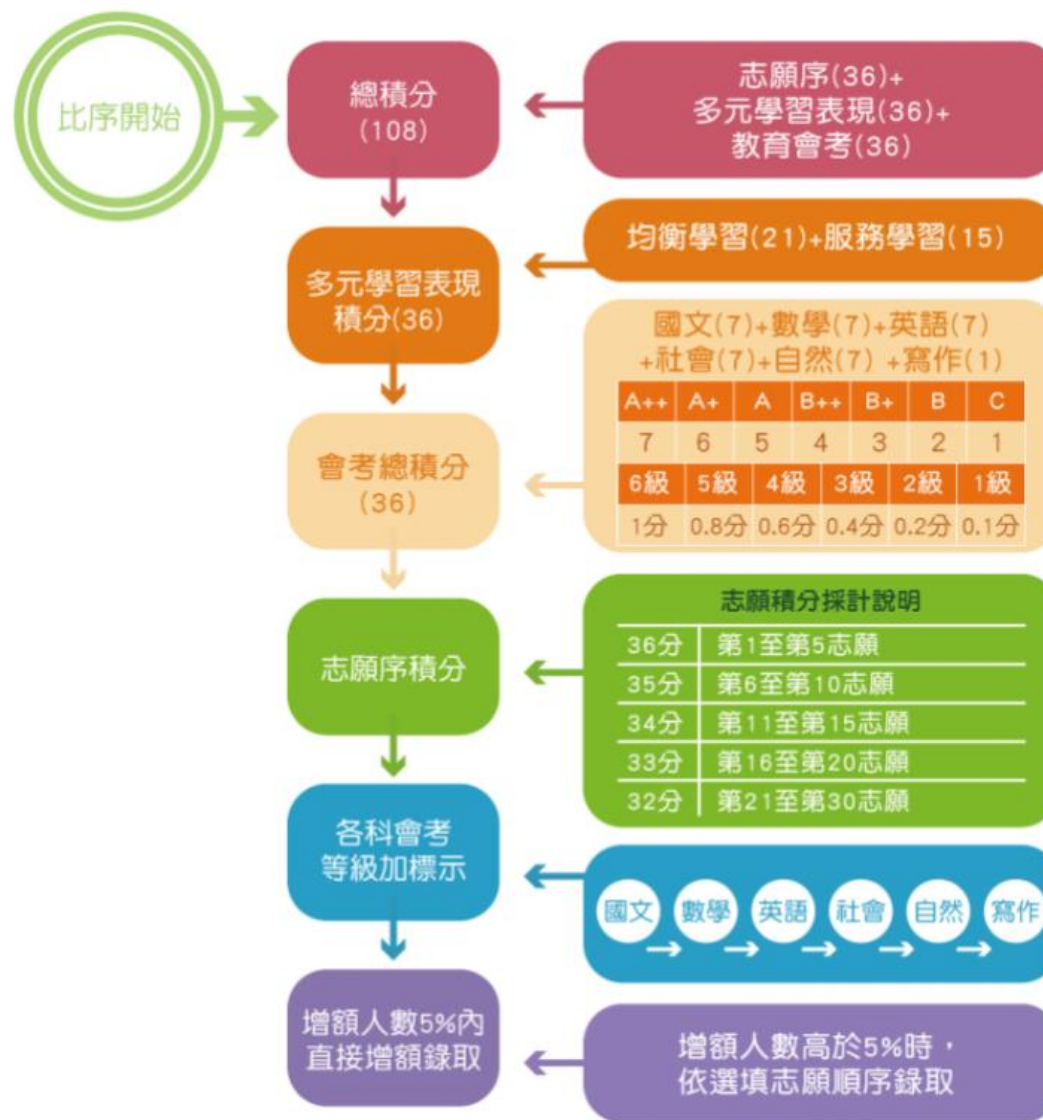 比序開始
總積分
(108)
志願序(36)+
多元學習表現(36)+
教育會考(36)
多元學習表現
積分(36)
均衡學習(21)+服務學習(15)
會考總積分
(36)
國文(7)+數學(7)+英語(7)
+社會(7)+自然(7) +寫作(1)
A++ A+ A B++ B+ B C
7 6 5 4 3 2 1
6級 5級 4級 3級 2級 1級
1分 0.8分 0.6分 0.4分 0.2分 0.1分
志願序積分
志願積分採計說明
36分 第1至第5志願
35分 第6至第10志願
34分 第11至第15志願
33分 第16至第20志願
32分 第21至第30志願
各科會考
等級加標示
國文 數學 英語 社會 自然 寫作
增額人數5%內
直接增額錄取
增額人數高於5%時，
依選填志願順序錄取